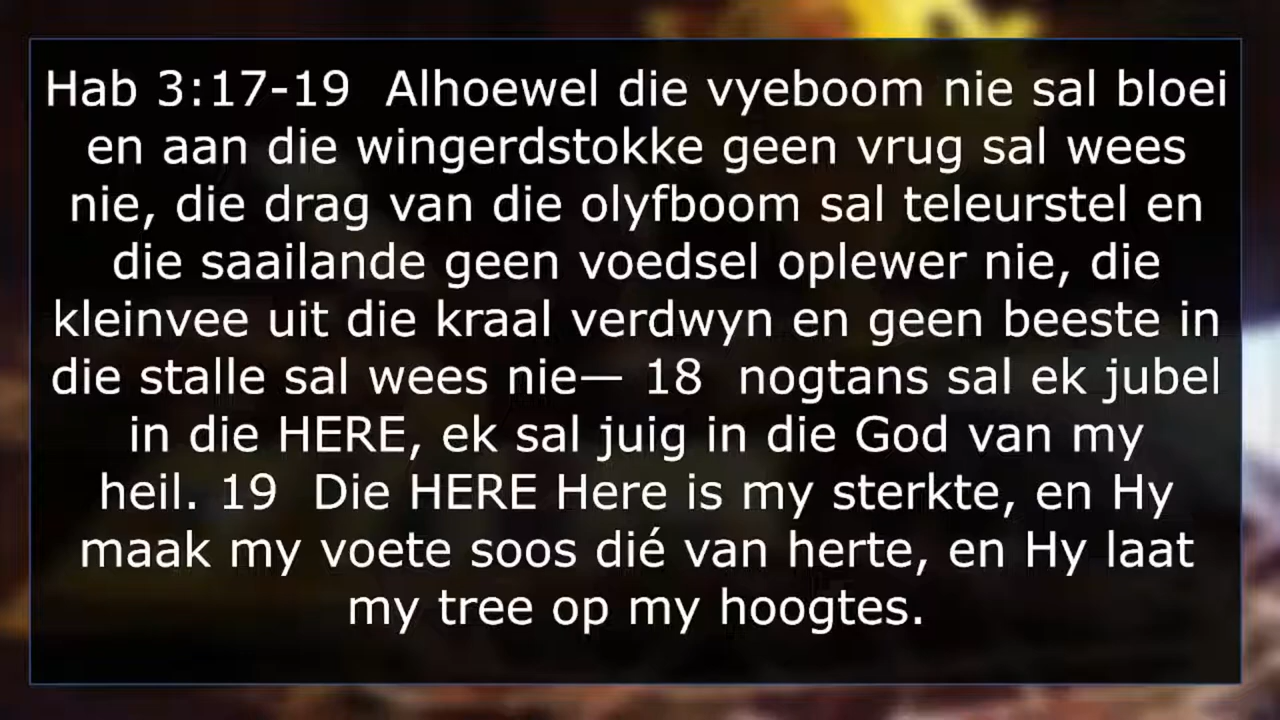 Hab 3:17-19  Alhoewel die vyeboom nie sal bloei
en aan die wingerdstokke geen vrug sal wees
nie, die drag van die olyfboom sal teleurstel en
die saailande geen voedsel oplewer nie, die
kleinvee uit die kraal verdwyn en geen beeste in
die stalle sal wees nie— 18  nogtans sal ek jubel
in die HERE, ek sal juig in die God van my
heil. 19  Die HERE Here is my sterkte, en Hy
maak my voete soos dié van herte, en Hy laat
my tree op my hoogtes.